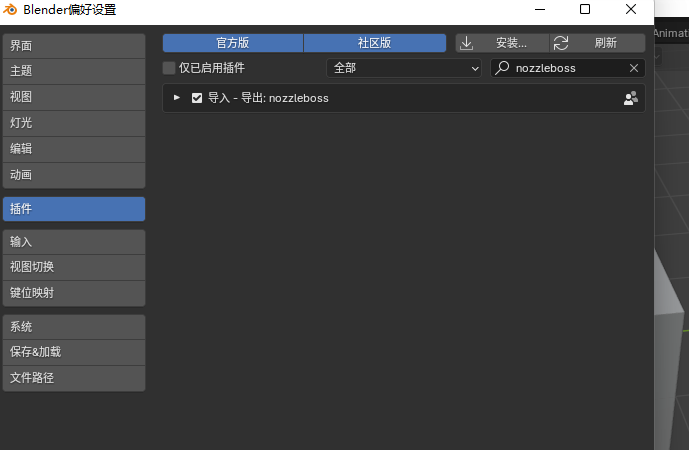 Blender偏好设置
界面
主题
视图
灯光
编辑
动画
插件
输入
视图切换
键位映射
系统
保存&加载
文件路径
官方版 社区版 安装... 刷新
仅已启用插件 全部 nozzleboss
导入 - 导出: nozzleboss
Animat